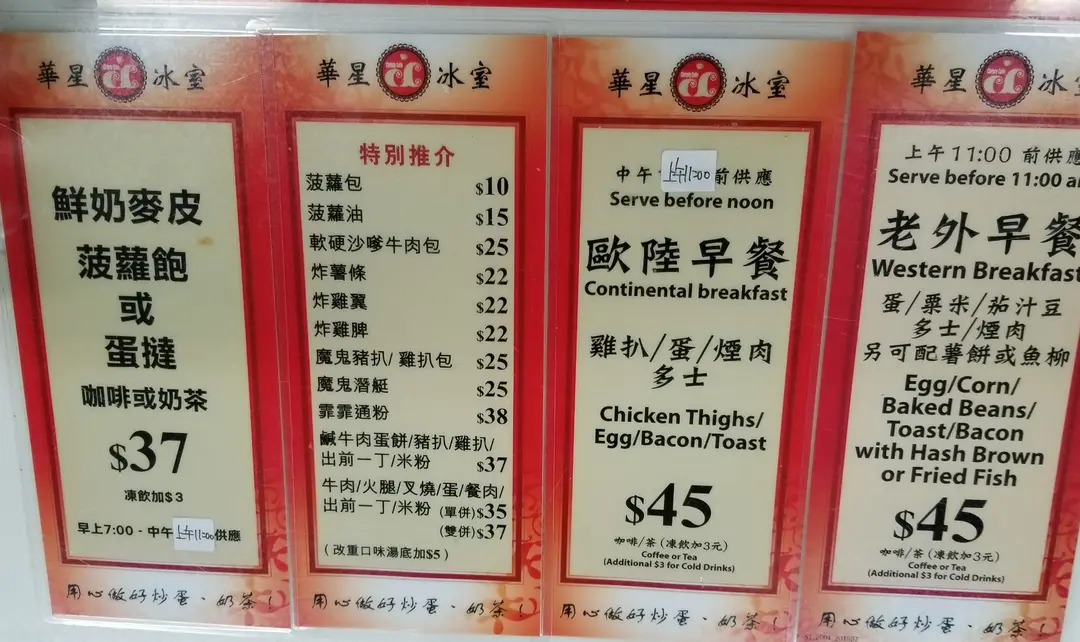 華星冰室
鮮奶麥皮
菠蘿飽
或
蛋撻
咖啡或奶茶
$37
凍飲加$3
早上7:00 - 中午上午11:00供應
用心做好炒蛋、奶茶!
華星冰室
特別推介
菠蘿包 $10
菠蘿油 $15
軟硬沙嗲牛肉包 $25
炸薯條 $22
炸雞翼 $22
炸雞髀 $22
魔鬼豬扒/ 雞扒包 $25
魔鬼潛艇 $25
霏霏通粉 $38
鹹牛肉蛋餅/豬扒/雞扒/
出前一丁/米粉 $37
牛肉/火腿/叉燒/蛋/餐肉/
出前一丁/米粉 (單併)$35
(雙併)$37
( 改重口味湯底加$5 )
用心做好炒蛋、奶茶!
華星冰室
中午上午11:00前供應
Serve before noon
歐陸早餐
Continental breakfast
雞扒/蛋/煙肉
多士
Chicken Thighs/
Egg/Bacon/Toast
$45
咖啡/茶 (凍飲加3元)
Coffee or Tea
(Additional $3 for Cold Drinks)
用心做好炒蛋、奶茶!
華星冰
上午11:00 前供應
Serve before 11:00 a
老外早餐
Western Breakfast
蛋/粟米/茄汁豆
多士/煙肉
另可配薯餅或魚柳
Egg/Corn/
Baked Beans/
Toast/Bacon
with Hash Brown
or Fried Fish
$45
咖啡/茶 (凍飲加3元)
Coffee or Tea
(Additional $3 for Cold Drinks)
用心做好炒蛋、奶茶!